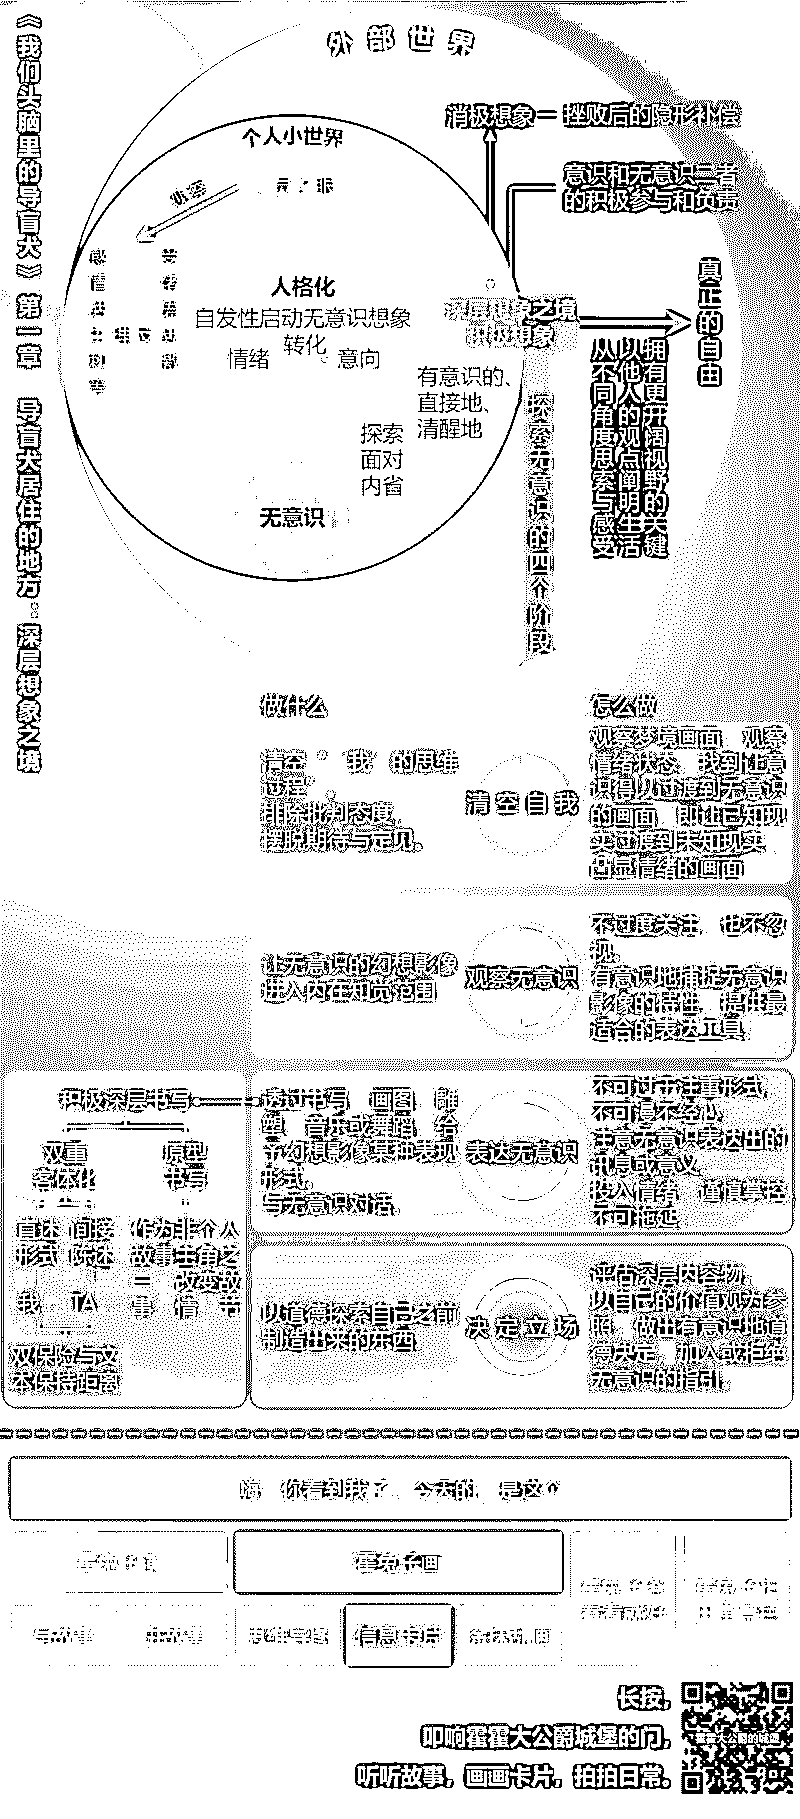 《我们头脑里的导盲犬》 第一章 导盲犬居住的地方：深层想象之境
外部世界
个人小世界
消极想象＝挫败后的隐形补偿
意识和无意识二者
的积极参与和负责
人格化
自发性启动无意识想象
转化
情绪
意向
深层想象之境
积极想象
真正的自由
拥有更开阔视野的关键
以他人的观点阐明生活
从不同角度思索与感受
有意识的、
直接地、
清醒地
探索
面对
内省
无意识
探索无意识的四个阶段
做什么
怎么做
清空“我”的思维
过程，
排除批判态度，
摆脱期待与定见。
清空自我
观察梦境画面，观察
情绪状态，找到让意
识得以过渡到无意识
的画面，即让已知现
实过渡到未知现实
凸显情绪的画面
让无意识的幻想影像
进入内在知觉范围
观察无意识
不过度关注，也不忽
视。
有意识地捕捉无意识
影像的特性，提供最
适合的表达工具
积极深层书写
双重
客体化
原型
书写
直述
形式
间接
陈述
作为非个人
故事主角之
一，改变故
事情节
我
TA
双保险与文
本保持距离
透过书写、画图、雕
塑、音乐或舞蹈，给
予幻想影像某种表现
形式。
与无意识对话。
表达无意识
不可过于注重形式，
不可漫不经心
注意无意识表达出的
讯息或意义
投入情绪，谨慎掌控
不可拖延
以道德探索自己之前
制造出来的东西
决定立场
评估深层内容物，
以自己的价值观为参
照，做出有意识地道
德决定，加入或拒绝
无意识的指引。
嗨，你看到我了，今天的，是这个
霍兔子画
信息卡片
长按，
叩响霍霍大公爵城堡的门，
听听故事，画画卡片，拍拍日常。
霍霍大公爵的城堡